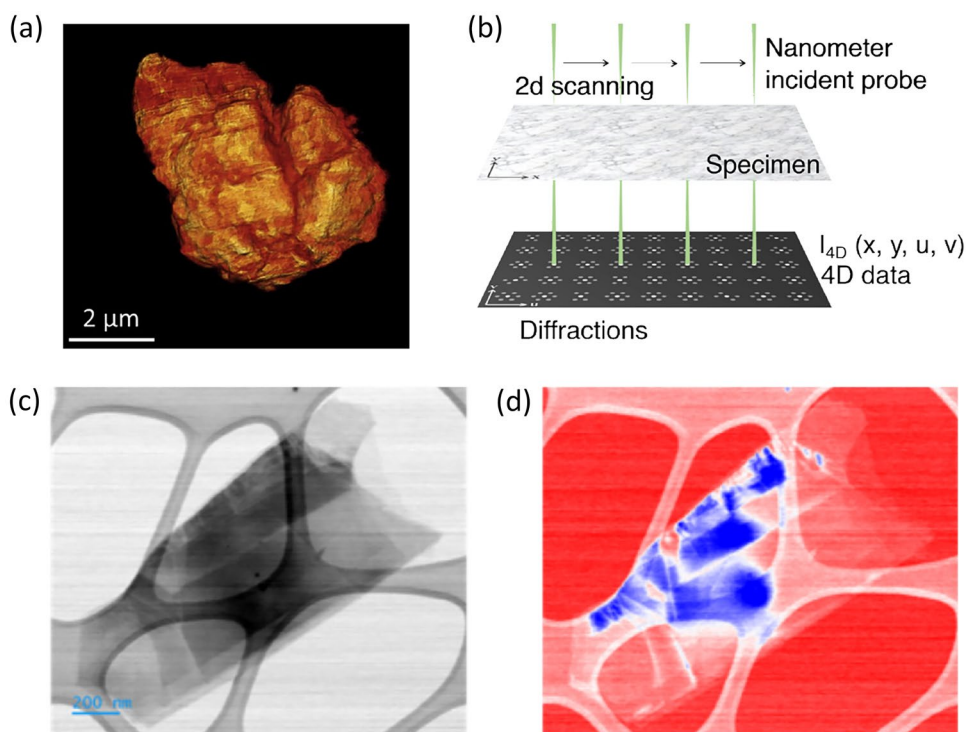 (a)
2 μm
(b)
2d scanning
Nanometer
incident probe
Specimen
y
x
I4D (x, y, u, v)
4D data
v
u
Diffractions
(c)
200 nm
(d)